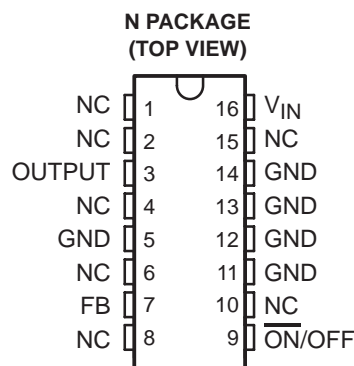 N PACKAGE
(TOP VIEW)
NC 1 16 VIN
NC 2 15 NC
OUTPUT 3 14 GND
NC 4 13 GND
GND 5 12 GND
NC 6 11 GND
FB 7 10 NC
NC 8 9 O̅N̅/OFF